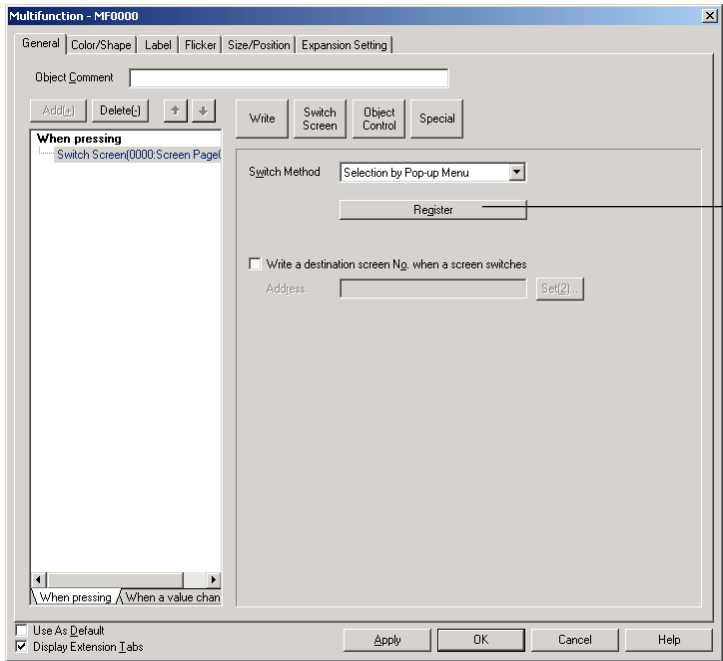 Multifunction - MF0000
General Color/Shape Label Flicker Size/Position Expansion Setting
Object Comment
Add(+) Delete(-)
When pressing
Switch Screen(0000:Screen Page(
When pressing When a value chan
Write
Switch
Screen
Object
Control
Special
Switch Method Selection by Pop-up Menu
Register
Write a destination screen No. when a screen switches
Address Set(2)...
Use As Default
Display Extension Tabs
Apply OK Cancel Help